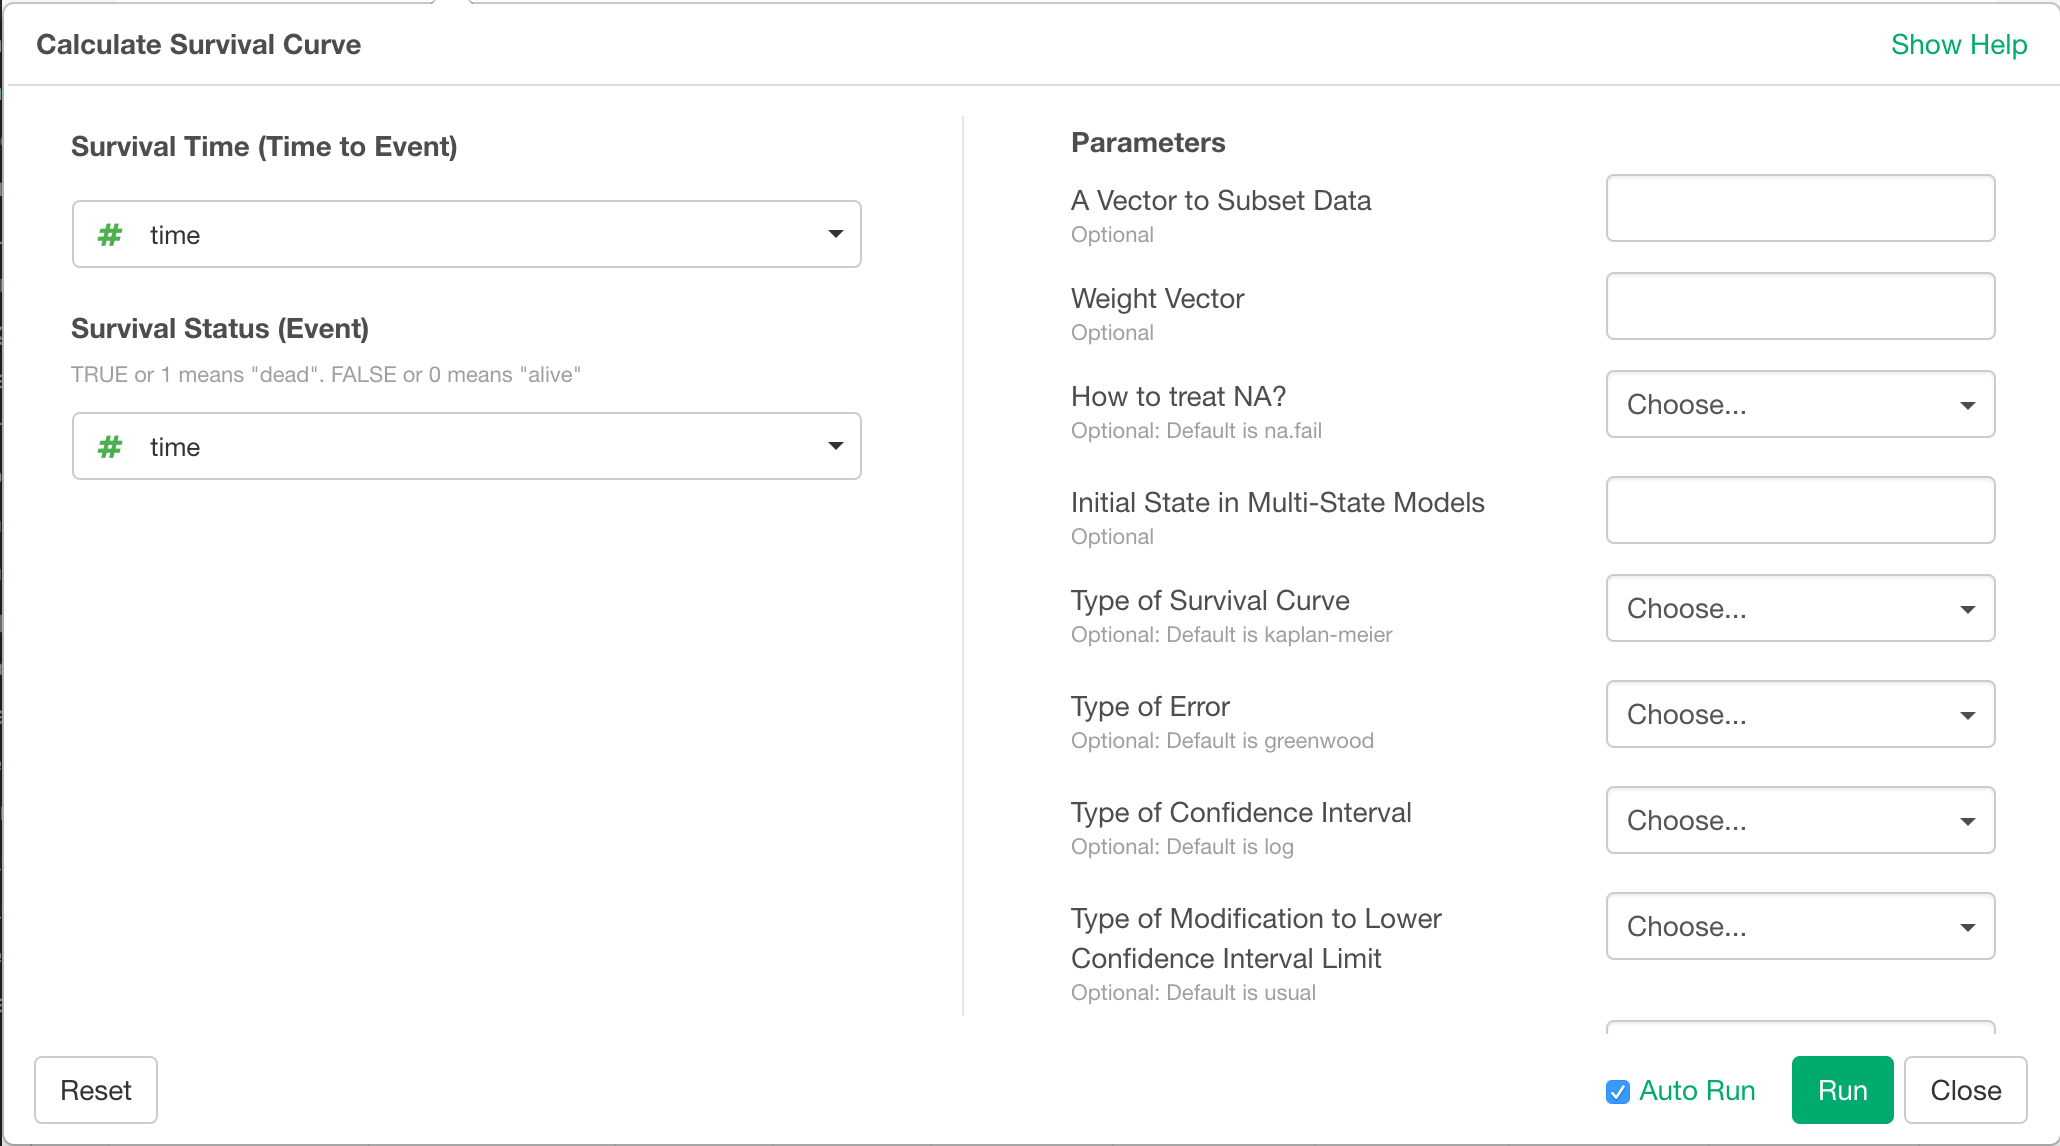 Calculate Survival Curve
Show Help
Survival Time (Time to Event)
# time
Survival Status (Event)
TRUE or 1 means "dead". FALSE or 0 means "alive"
# time
Parameters
A Vector to Subset Data
Optional
Weight Vector
Optional
How to treat NA?
Optional: Default is na.fail
Choose...
Initial State in Multi-State Models
Optional
Type of Survival Curve
Optional: Default is kaplan-meier
Choose...
Type of Error
Optional: Default is greenwood
Choose...
Type of Confidence Interval
Optional: Default is log
Choose...
Type of Modification to Lower
Confidence Interval Limit
Optional: Default is usual
Choose...
Reset
Auto Run
Run
Close